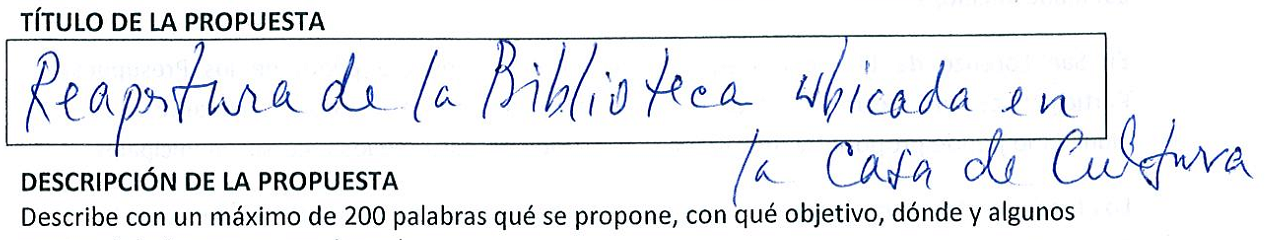 TÍTULO DE LA PROPUESTA
Reapertura de la Biblioteca ubicada en
la Casa de Cultura
DESCRIPCIÓN DE LA PROPUESTA
Describe con un máximo de 200 palabras qué se propone, con qué objetivo, dónde y algunos